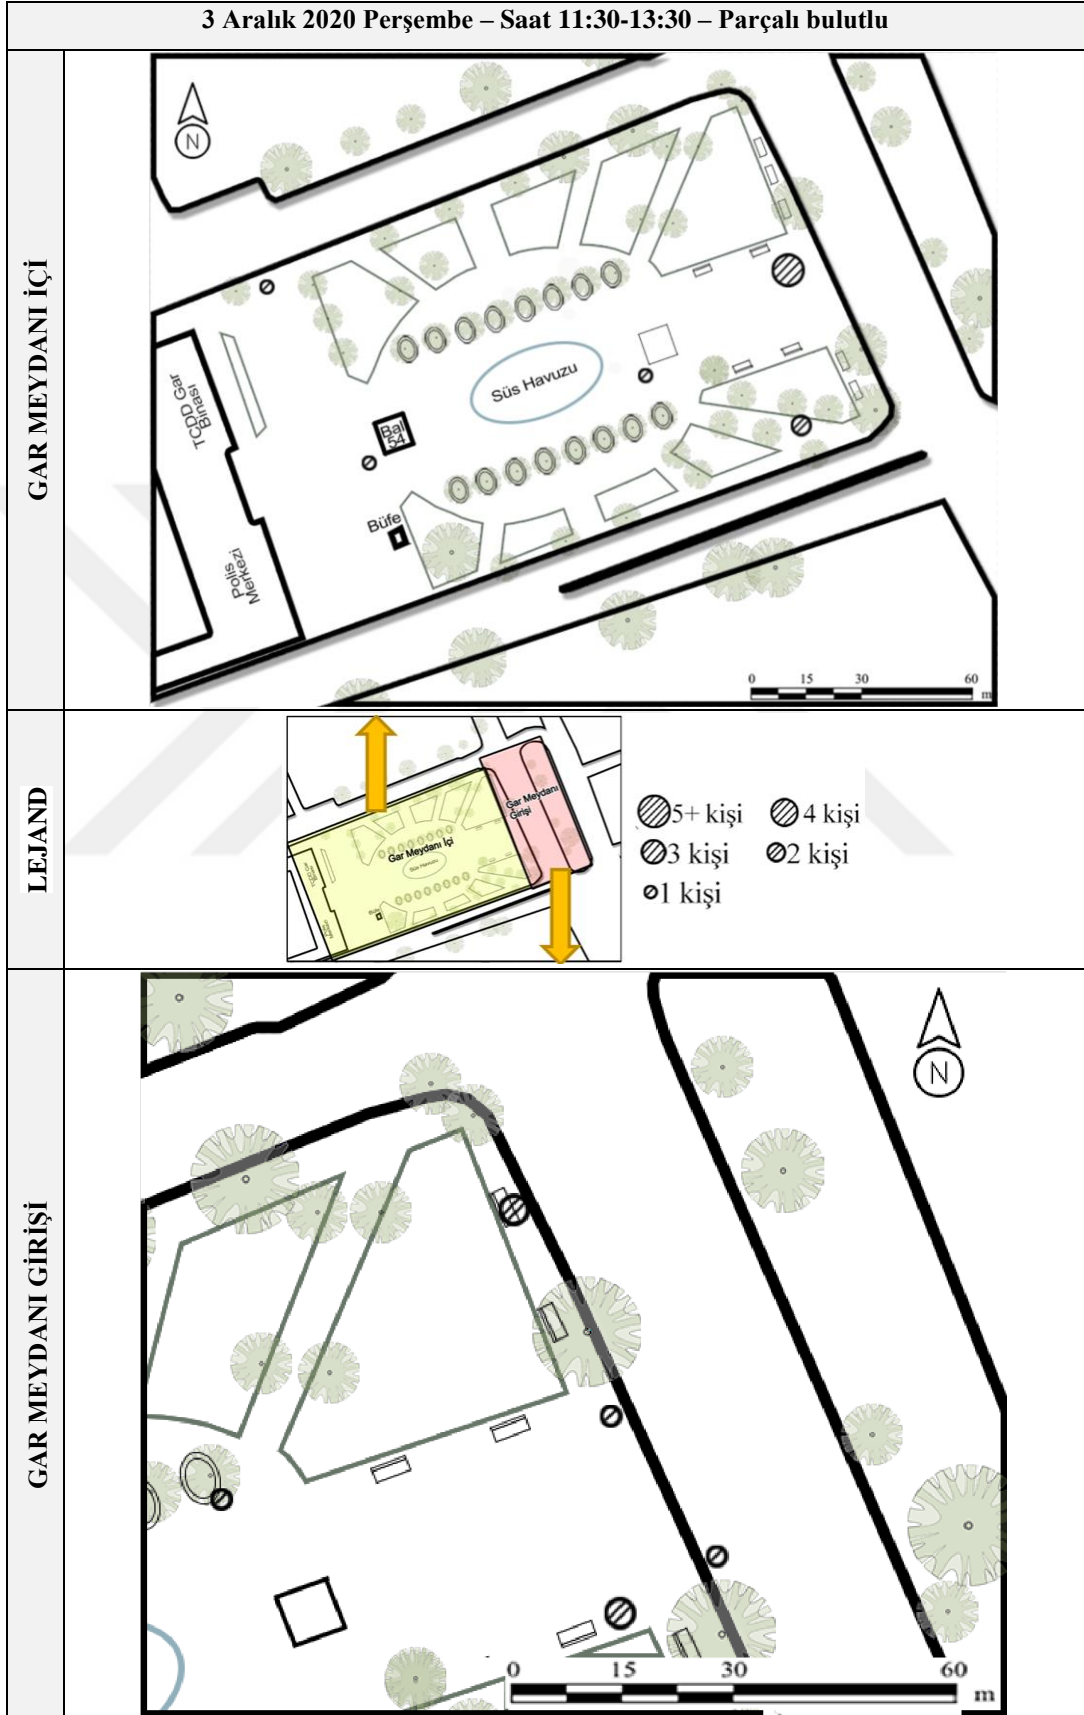 3 Aralık 2020 Perşembe – Saat 11:30-13:30 – Parçalı bulutlu
GAR MEYDANI İÇİ
N
TCDD Gar
Binası
Süs Havuzu
Bal
54
Büfe
Polis
Merkezi
0 15 30 60
m
LEJAND
Gar Meydanı
Girişi
Gar Meydanı İçi
Süs Havuzu
Büfe
5+ kişi 4 kişi
3 kişi 2 kişi
1 kişi
GAR MEYDANI GİRİŞİ
N
0 15 30 60
m